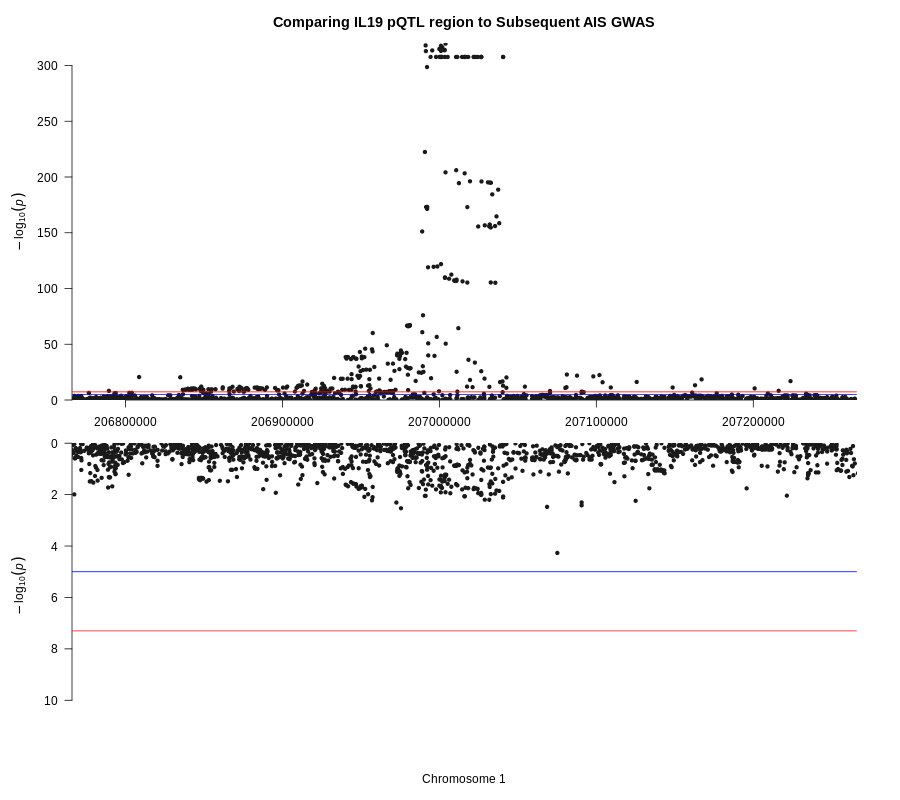 Comparing IL19 pQTL region to Subsequent AIS GWAS
300
250
200
150
100
50
0
− log10(p)
206800000 206900000 207000000 207100000 207200000
0
2
4
6
8
10
− log10(p)
Chromosome 1